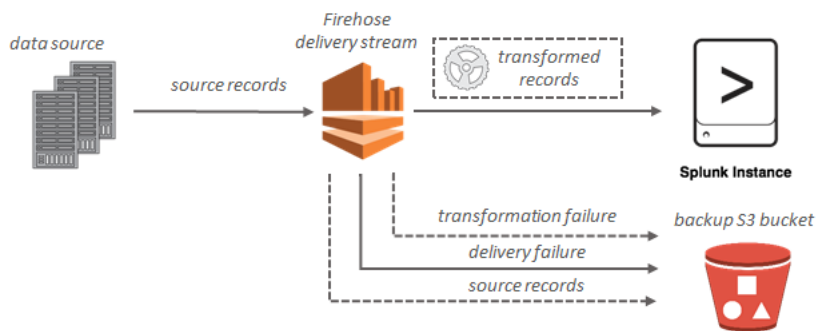 data source
source records
Firehose
delivery stream
transformed
records
>
Splunk Instance
transformation failure
delivery failure
source records
backup S3 bucket